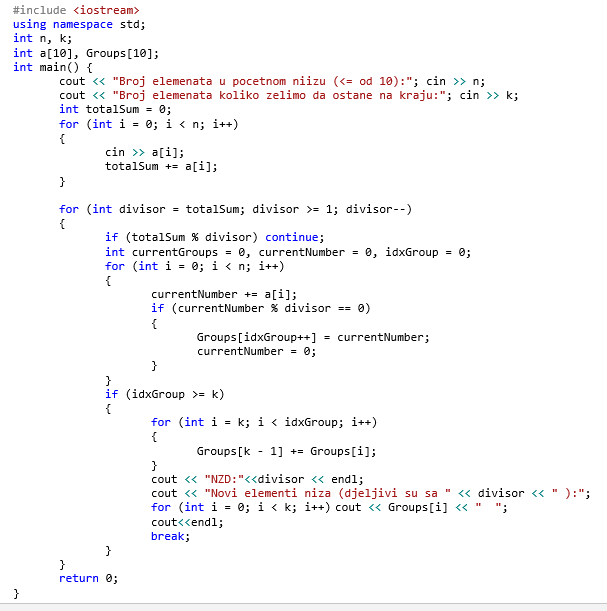 #include <iostream>
using namespace std;
int n, k;
int a[10], Groups[10];
int main() {
cout << "Broj elemenata u pocetnom niizu (<= od 10):"; cin >> n;
cout << "Broj elemenata koliko zelimo da ostane na kraju:"; cin >> k;
int totalSum = 0;
for (int i = 0; i < n; i++)
{
cin >> a[i];
totalSum += a[i];
}
for (int divisor = totalSum; divisor >= 1; divisor--)
{
if (totalSum % divisor) continue;
int currentGroups = 0, currentNumber = 0, idxGroup = 0;
for (int i = 0; i < n; i++)
{
currentNumber += a[i];
if (currentNumber % divisor == 0)
{
Groups[idxGroup++] = currentNumber;
currentNumber = 0;
}
}
if (idxGroup >= k)
{
for (int i = k; i < idxGroup; i++)
{
Groups[k - 1] += Groups[i];
}
cout << "NZD:"<<divisor << endl;
cout << "Novi elementi niza (djeljivi su sa " << divisor << " ):";
for (int i = 0; i < k; i++) cout << Groups[i] << "  ";
cout<<endl;
break;
}
}
return 0;
}